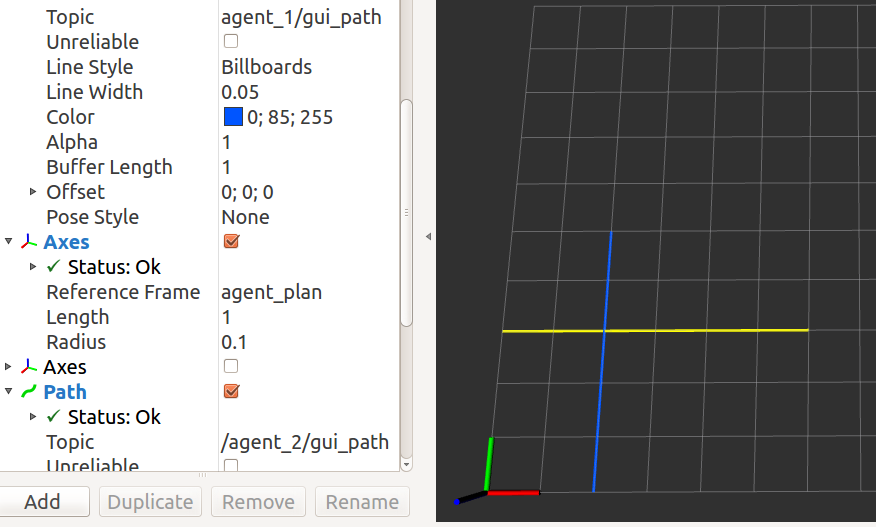 Topic agent_1/gui_path
Unreliable
Line Style Billboards
Line Width 0.05
Color 0; 85; 255
Alpha 1
Buffer Length 1
Offset 0; 0; 0
Pose Style None
Axes
Status: Ok
Reference Frame agent_plan
Length 1
Radius 0.1
Axes
Path
Status: Ok
Topic /agent_2/gui_path
Unreliable
Add Duplicate Remove Rename